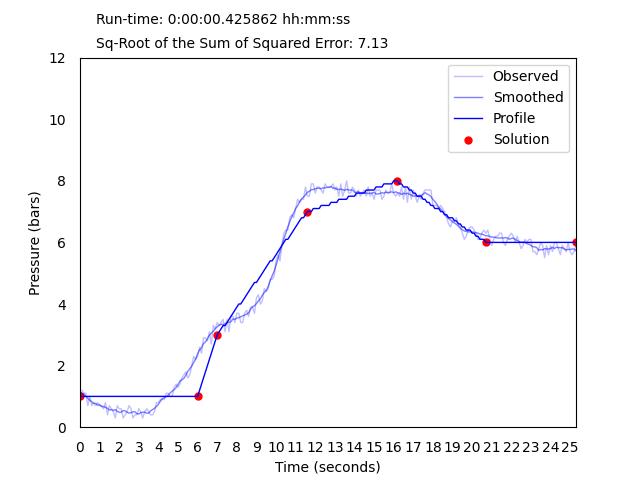 Run-time: 0:00:00.425862 hh:mm:ss
Sq-Root of the Sum of Squared Error: 7.13
12
10
8
6
4
2
0
Pressure (bars)
Observed
Smoothed
Profile
Solution
0 1 2 3 4 5 6 7 8 9 10 11 12 13 14 15 16 17 18 19 20 21 22 23 24 25
Time (seconds)